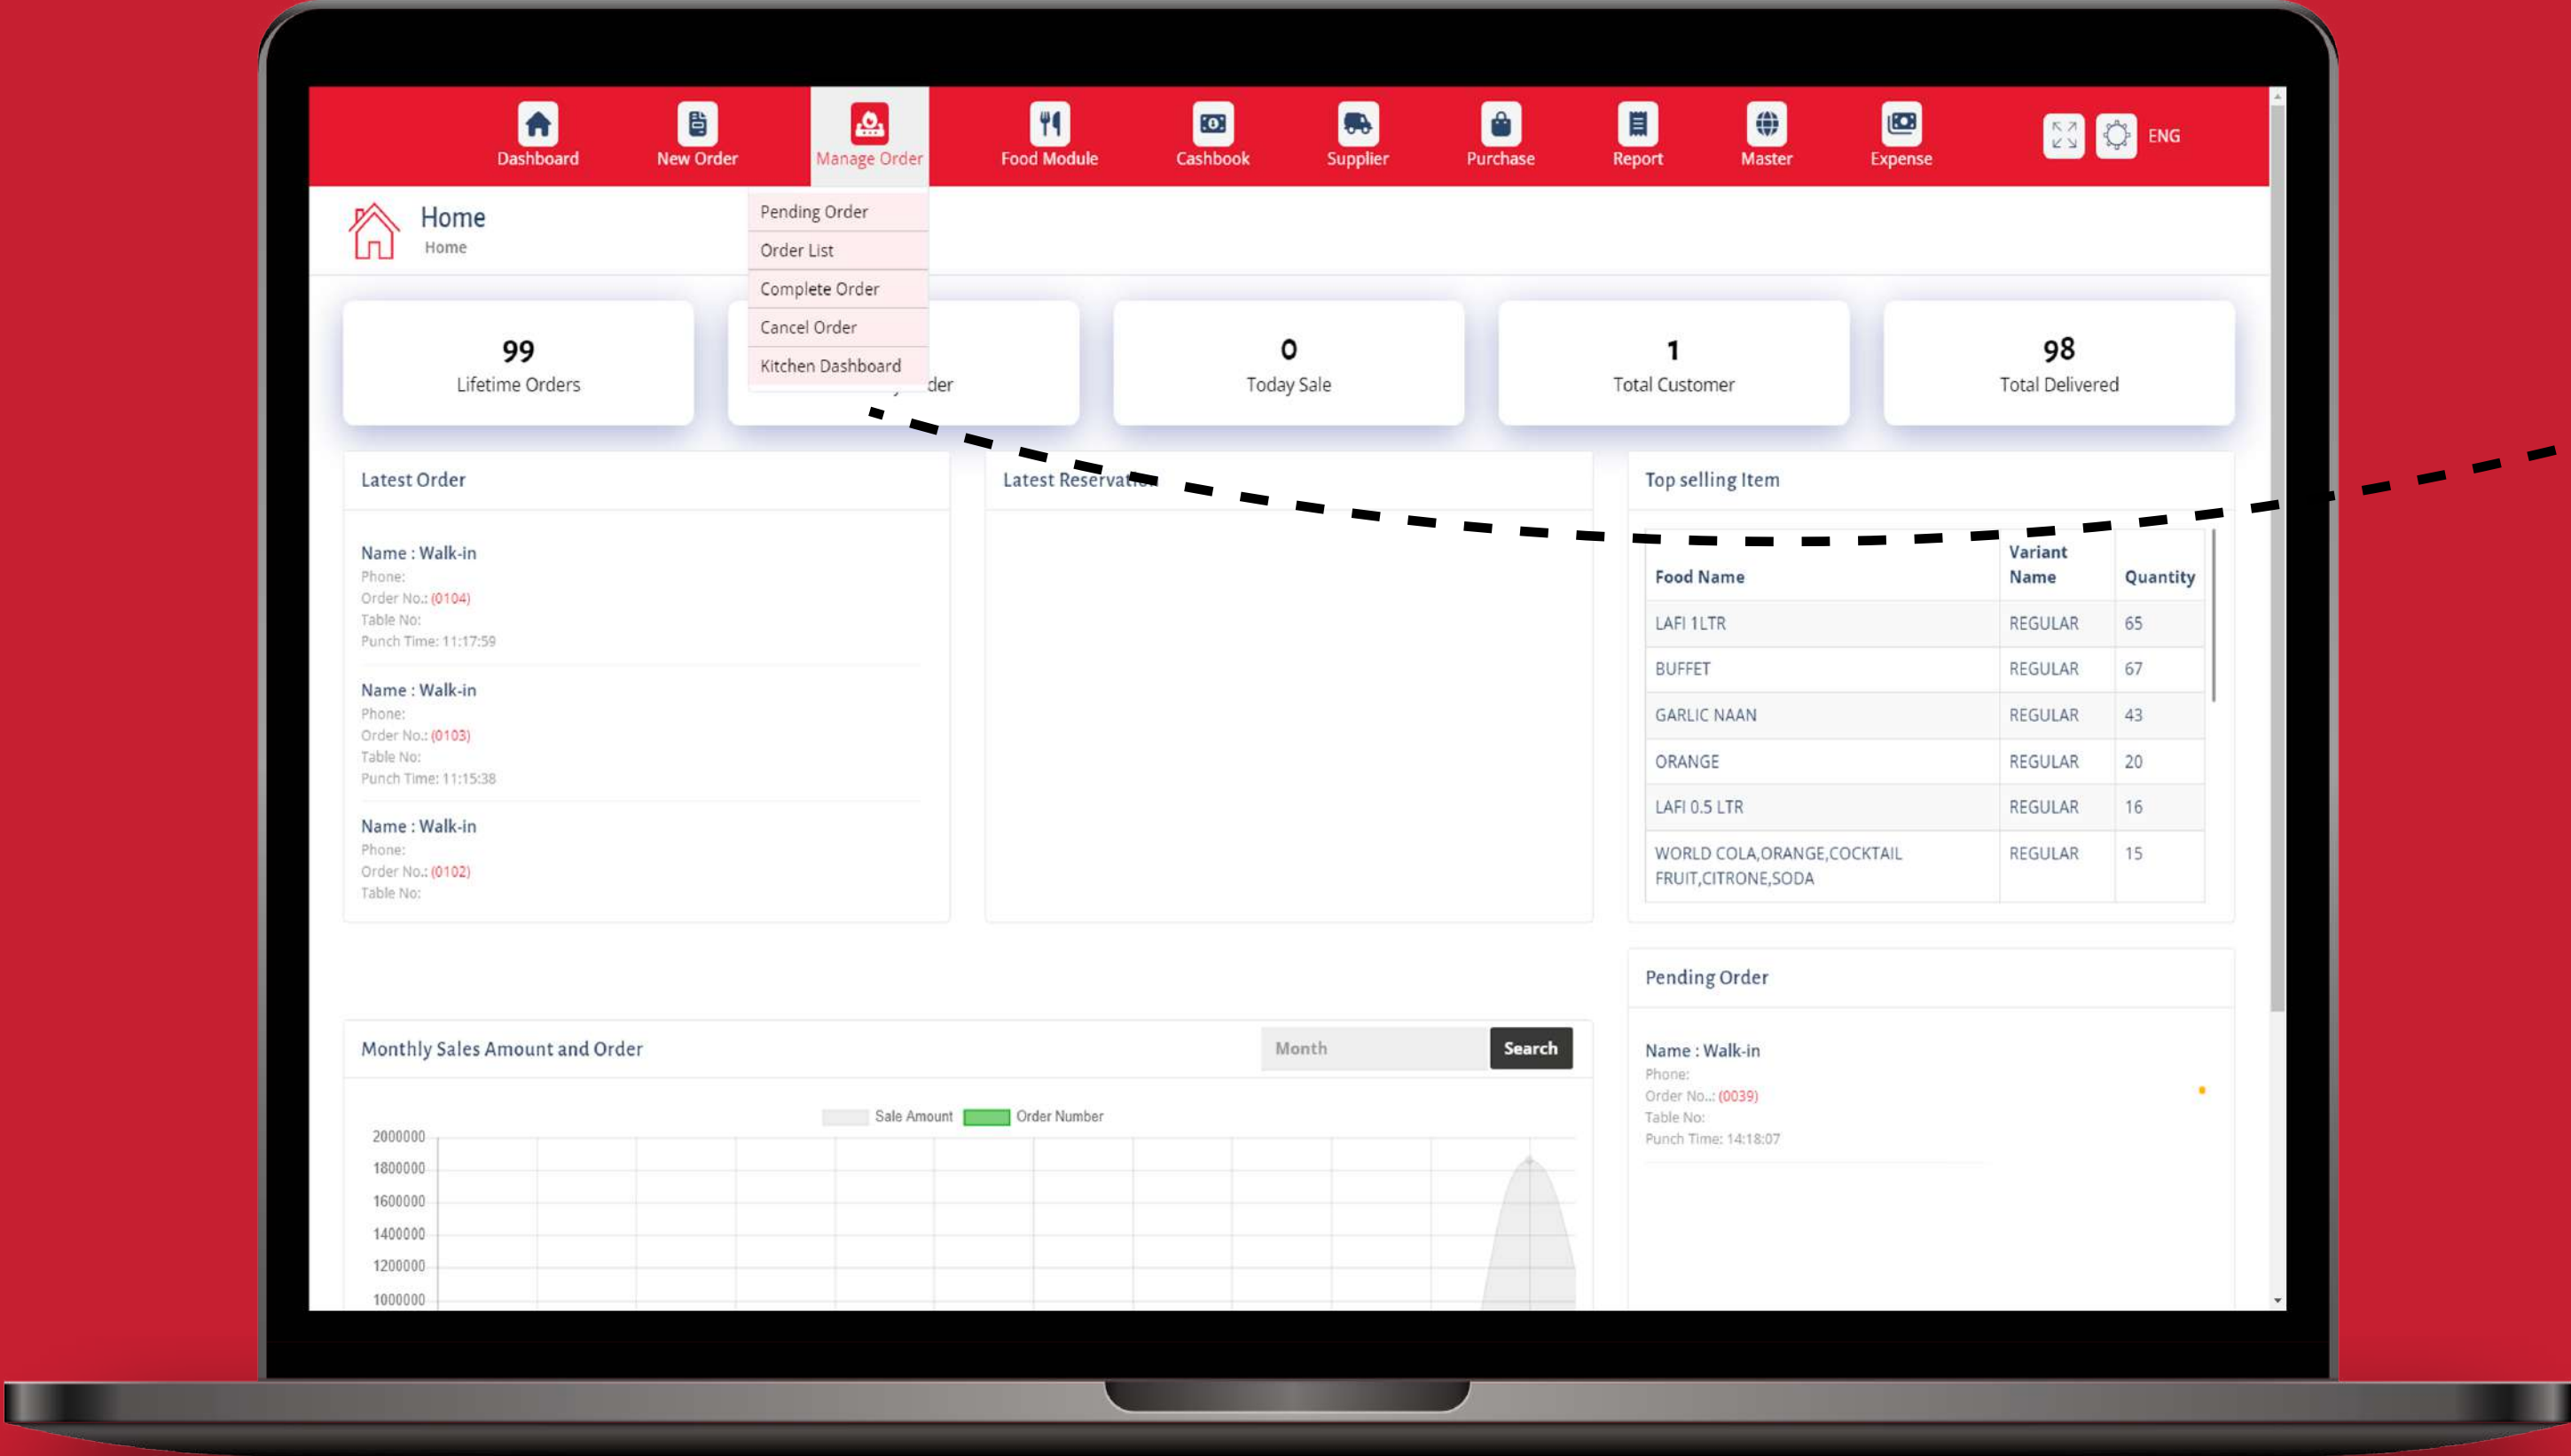 Dashboard
New Order
Manage Order
Food Module
Cashbook
Supplier
Purchase
Report
Master
Expense
ENG
Home
Home
Pending Order
Order List
Complete Order
Cancel Order
Kitchen Dashboard
99
Lifetime Orders
0
Today Sale
1
Total Customer
98
Total Delivered
Latest Order
Name : Walk-in
Phone:
Order No.: (0104)
Table No:
Punch Time: 11:17:59
Name : Walk-in
Phone:
Order No.: (0103)
Table No:
Punch Time: 11:15:38
Name : Walk-in
Phone:
Order No.: (0102)
Table No:
Latest Reservation
Top selling Item
Food Name Variant Name Quantity
LAFI 1LTR REGULAR 65
BUFFET REGULAR 67
GARLIC NAAN REGULAR 43
ORANGE REGULAR 20
LAFI 0.5 LTR REGULAR 16
WORLD COLA,ORANGE,COCKTAIL REGULAR 15
FRUIT,CITRONE,SODA
Monthly Sales Amount and Order
Month
Search
Sale Amount
Order Number
2000000
1800000
1600000
1400000
1200000
1000000
Pending Order
Name : Walk-in
Phone:
Order No..: (0039)
Table No:
Punch Time: 14:18:07